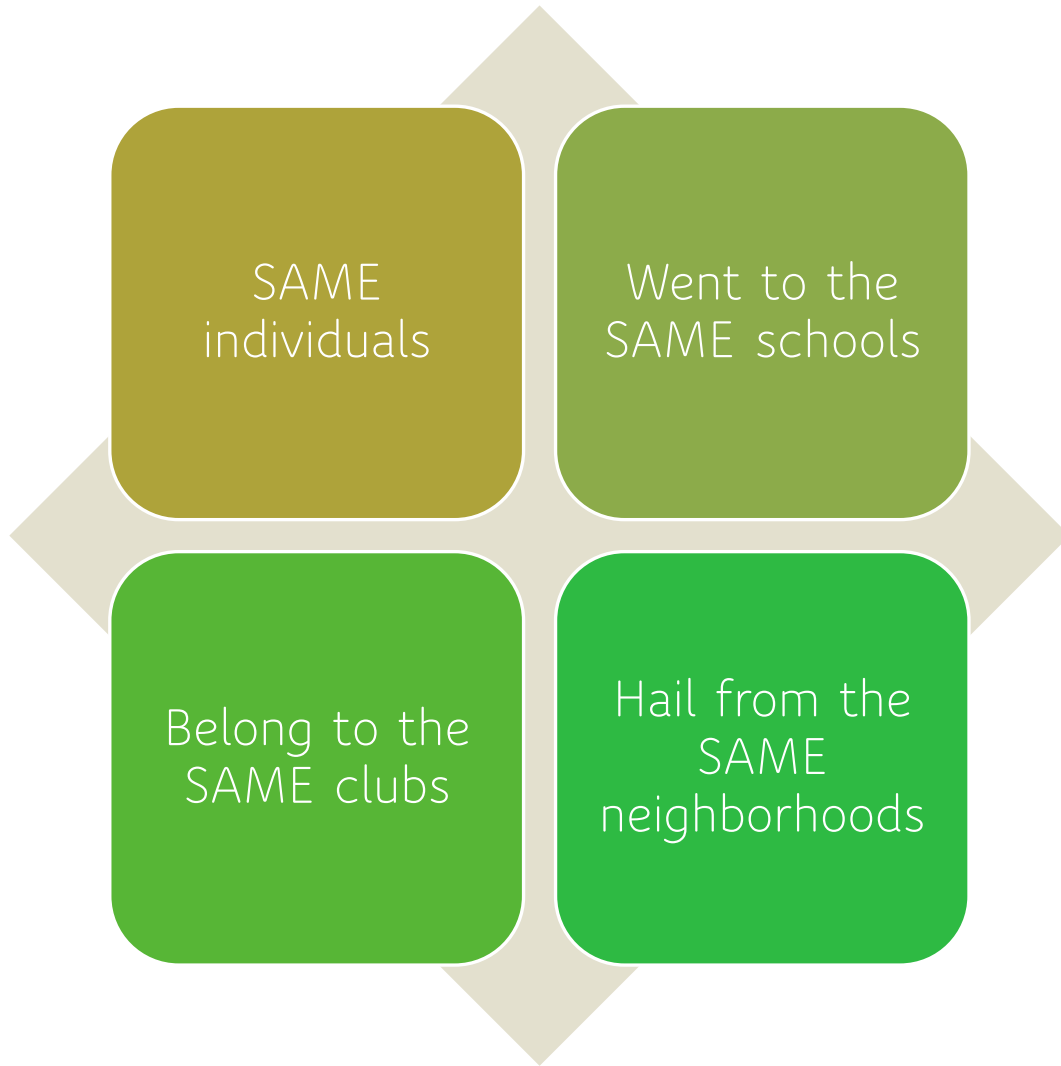 SAME
individuals
Went to the
SAME schools
Belong to the
SAME clubs
Hail from the
SAME
neighborhoods